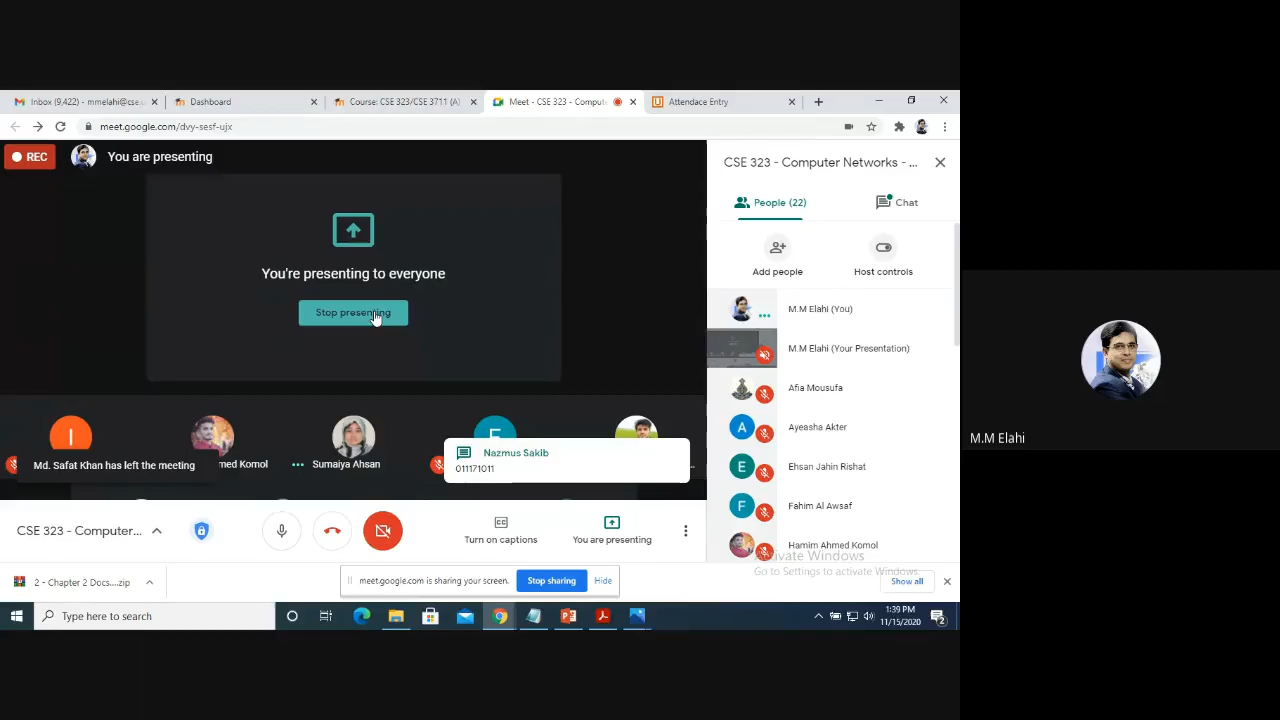 Inbox (9,422) - mmelahi@cse.u
Dashboard
Course: CSE 323/CSE 3711 (A)
Meet - CSE 323 - Comput
Attendace Entry
meet.google.com/dvy-sesf-ujx
REC
You are presenting
CSE 323 - Computer Networks - ...
People (22)
Chat
You're presenting to everyone
Add people
Host controls
Stop presenting
M.M Elahi (You)
M.M Elahi (Your Presentation)
Afia Mousufa
Ayeasha Akter
Ehsan Jahin Rishat
Fahim Al Awsaf
Hamim Ahmed Komol
A
E
F
I
E
Md. Safat Khan has left the meeting
med Komol
Sumaiya Ahsan
Nazmus Sakib
011171011
M.M Elahi
CSE 323 - Computer...
Turn on captions
You are presenting
Activate Windows
Go to Settings to activate Windows.
2 - Chapter 2 Docs....zip
meet.google.com is sharing your screen.
Stop sharing
Hide
Show all
Type here to search
1:39 PM
11/15/2020
2